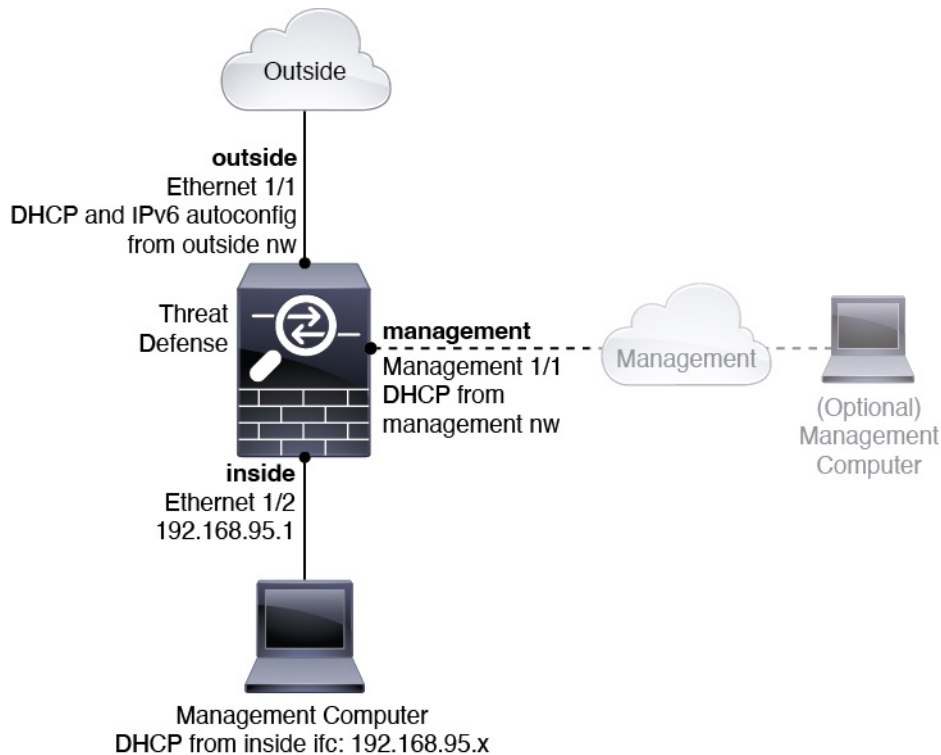 Outside
outside
Ethernet 1/1
DHCP and IPv6 autoconfig
from outside nw
Threat
Defense
management
Management 1/1
DHCP from
management nw
Management
(Optional)
Management
Computer
inside
Ethernet 1/2
192.168.95.1
Management Computer
DHCP from inside ifc: 192.168.95.x